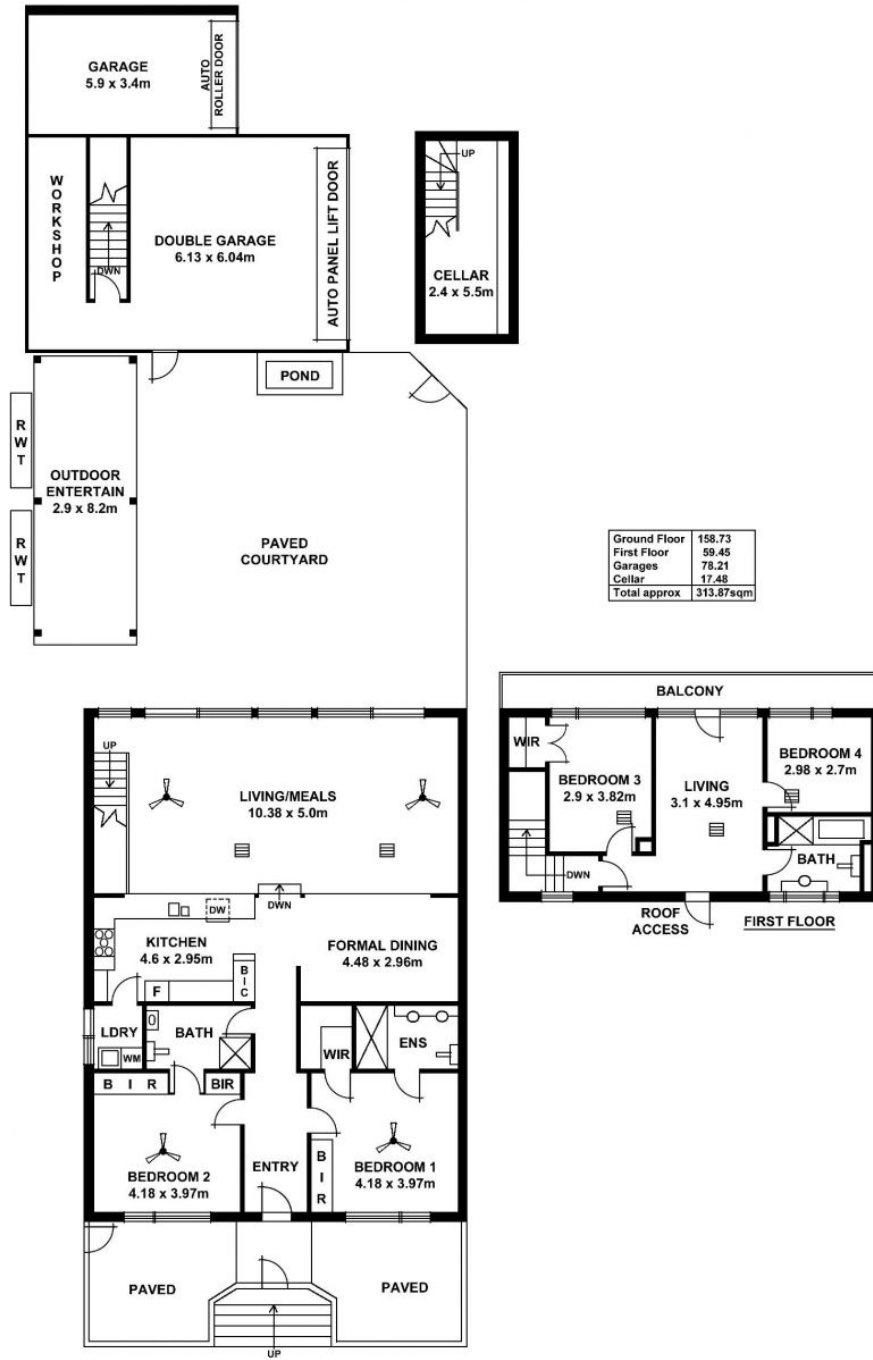 GARAGE
5.9 x 3.4m
AUTO
ROLLER DOOR
WORKSHOP
DWN
DOUBLE GARAGE
6.13 x 6.04m
AUTO PANEL LIFT DOOR
UP
CELLAR
2.4 x 5.5m
POND
RWT
OUTDOOR
ENTERTAIN
2.9 x 8.2m
RWT
PAVED
COURTYARD
Ground Floor 158.73
First Floor 59.45
Garages 78.21
Cellar 17.48
Total approx 313.87sqm
UP
LIVING/MEALS
10.38 x 5.0m
DWN
DW
KITCHEN
4.6 x 2.95m
F
BIC
FORMAL DINING
4.48 x 2.96m
LDRY
WM
BATH
WIR
ENS
B I R
BIR
BEDROOM 2
4.18 x 3.97m
ENTRY
BIR
BEDROOM 1
4.18 x 3.97m
PAVED
PAVED
UP
BALCONY
WIR
BEDROOM 3
2.9 x 3.82m
LIVING
3.1 x 4.95m
BEDROOM 4
2.98 x 2.7m
BATH
DWN
ROOF
ACCESS
FIRST FLOOR